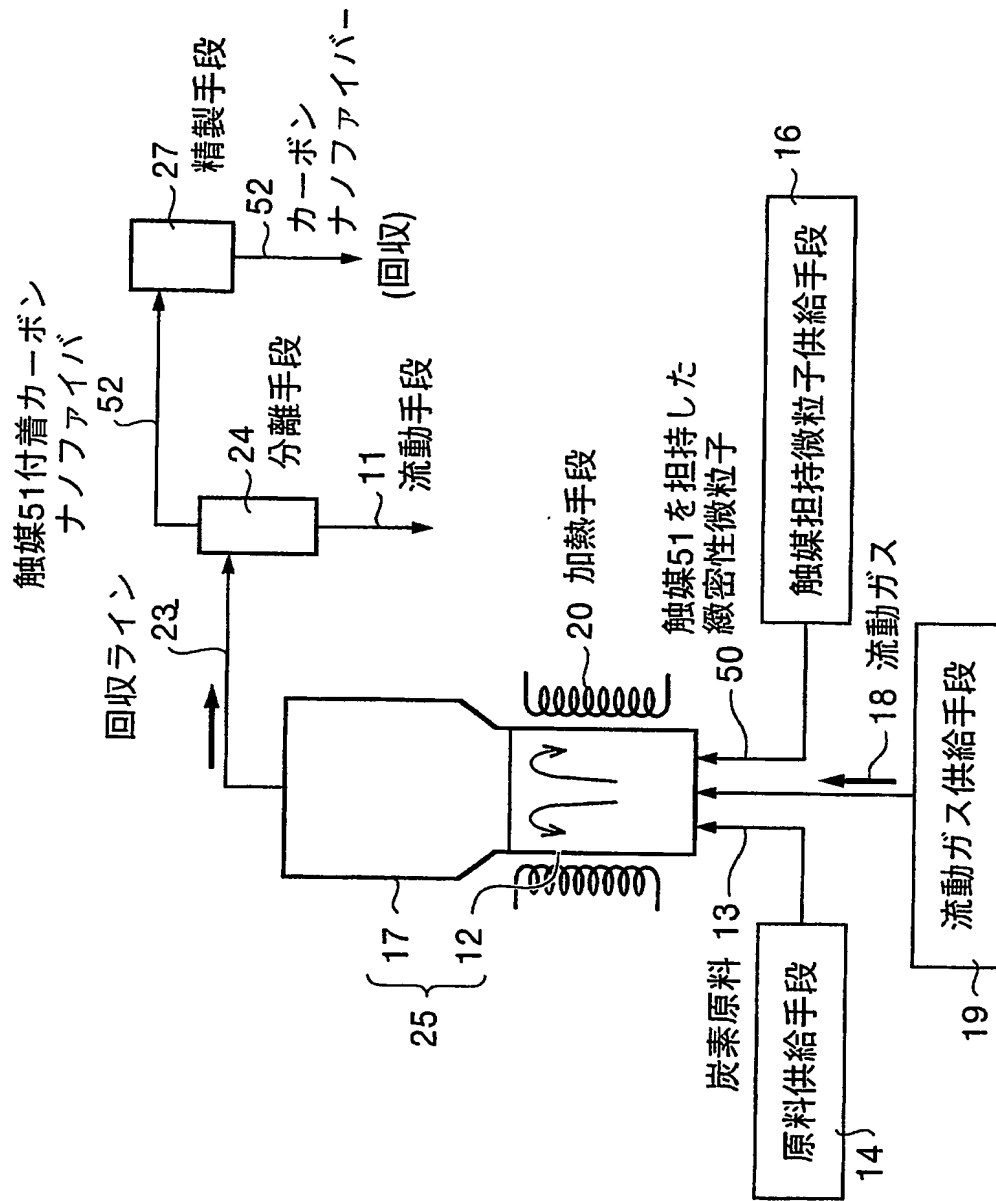 触媒51付着カーボン
ナノファイバ
52
27
精製手段
52
カーボン
ナノファイバー
(回収)
回収ライン
23
24
分離手段
11
流動手段
17
12
25
20 加熱手段
触媒51を担持した
緻密性微粒子
50
炭素原料 13
原料供給手段
14
18 流動ガス
流動ガス供給手段
19
触媒担持微粒子供給手段
16